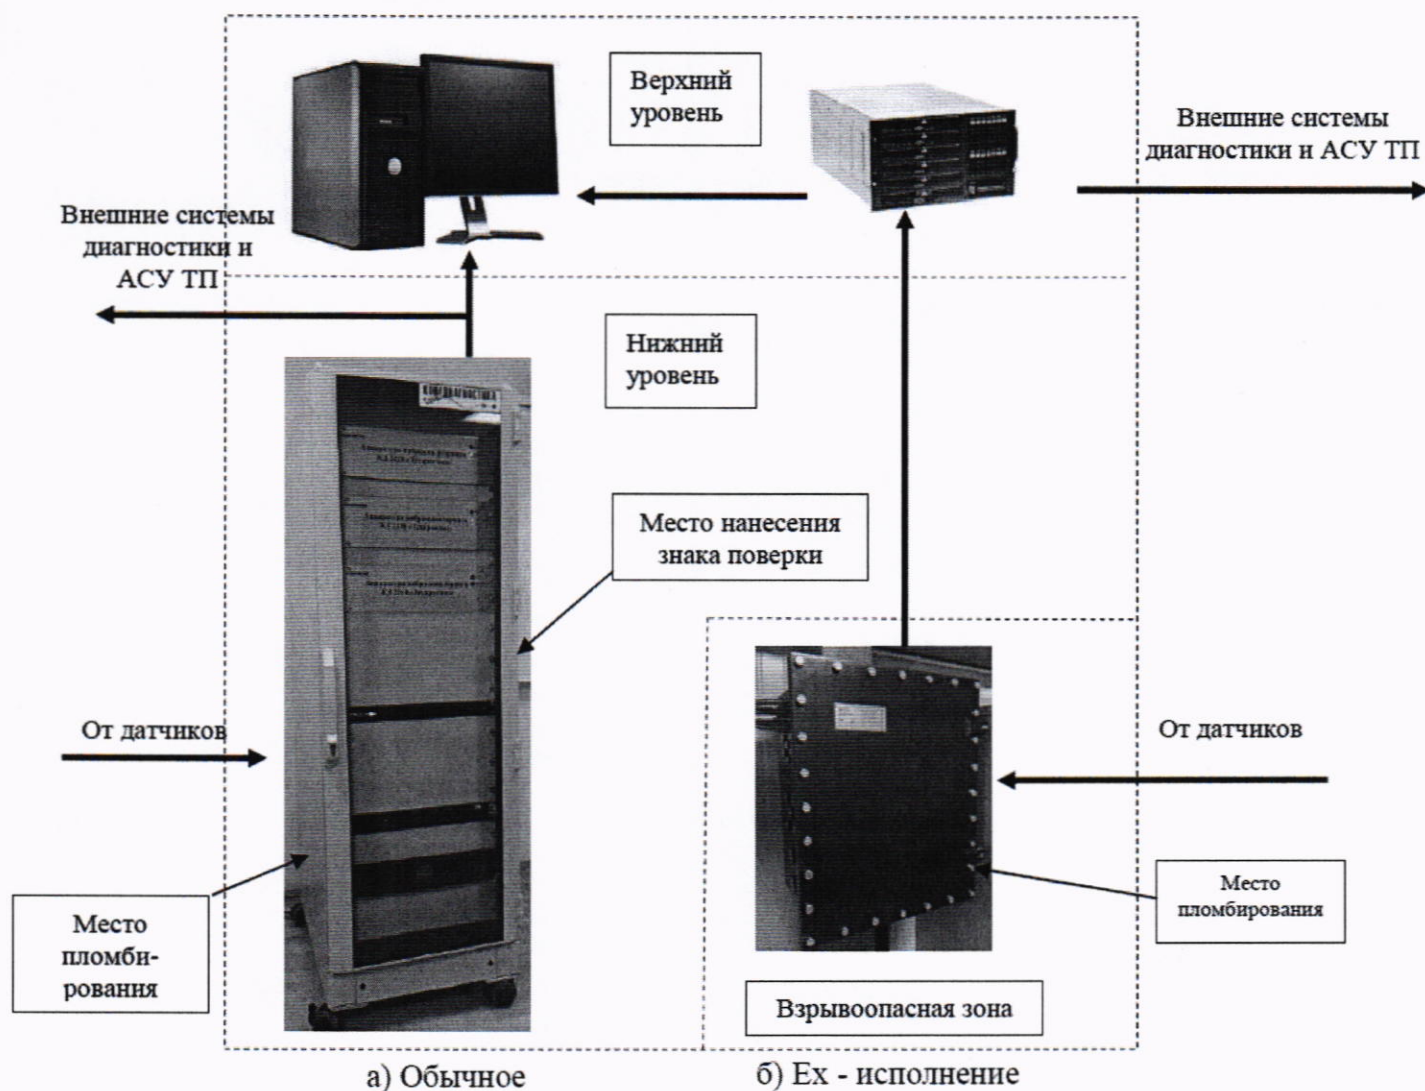 Верхний
уровень
Внешние системы
диагностики и АСУ ТП
Внешние системы
диагностики и
АСУ ТП
Нижний
уровень
Место нанесения
знака поверки
От датчиков
От датчиков
Место
пломби-
рования
Место
пломбирования
Взрывоопасная зона
а) Обычное
б) Ex - исполнение